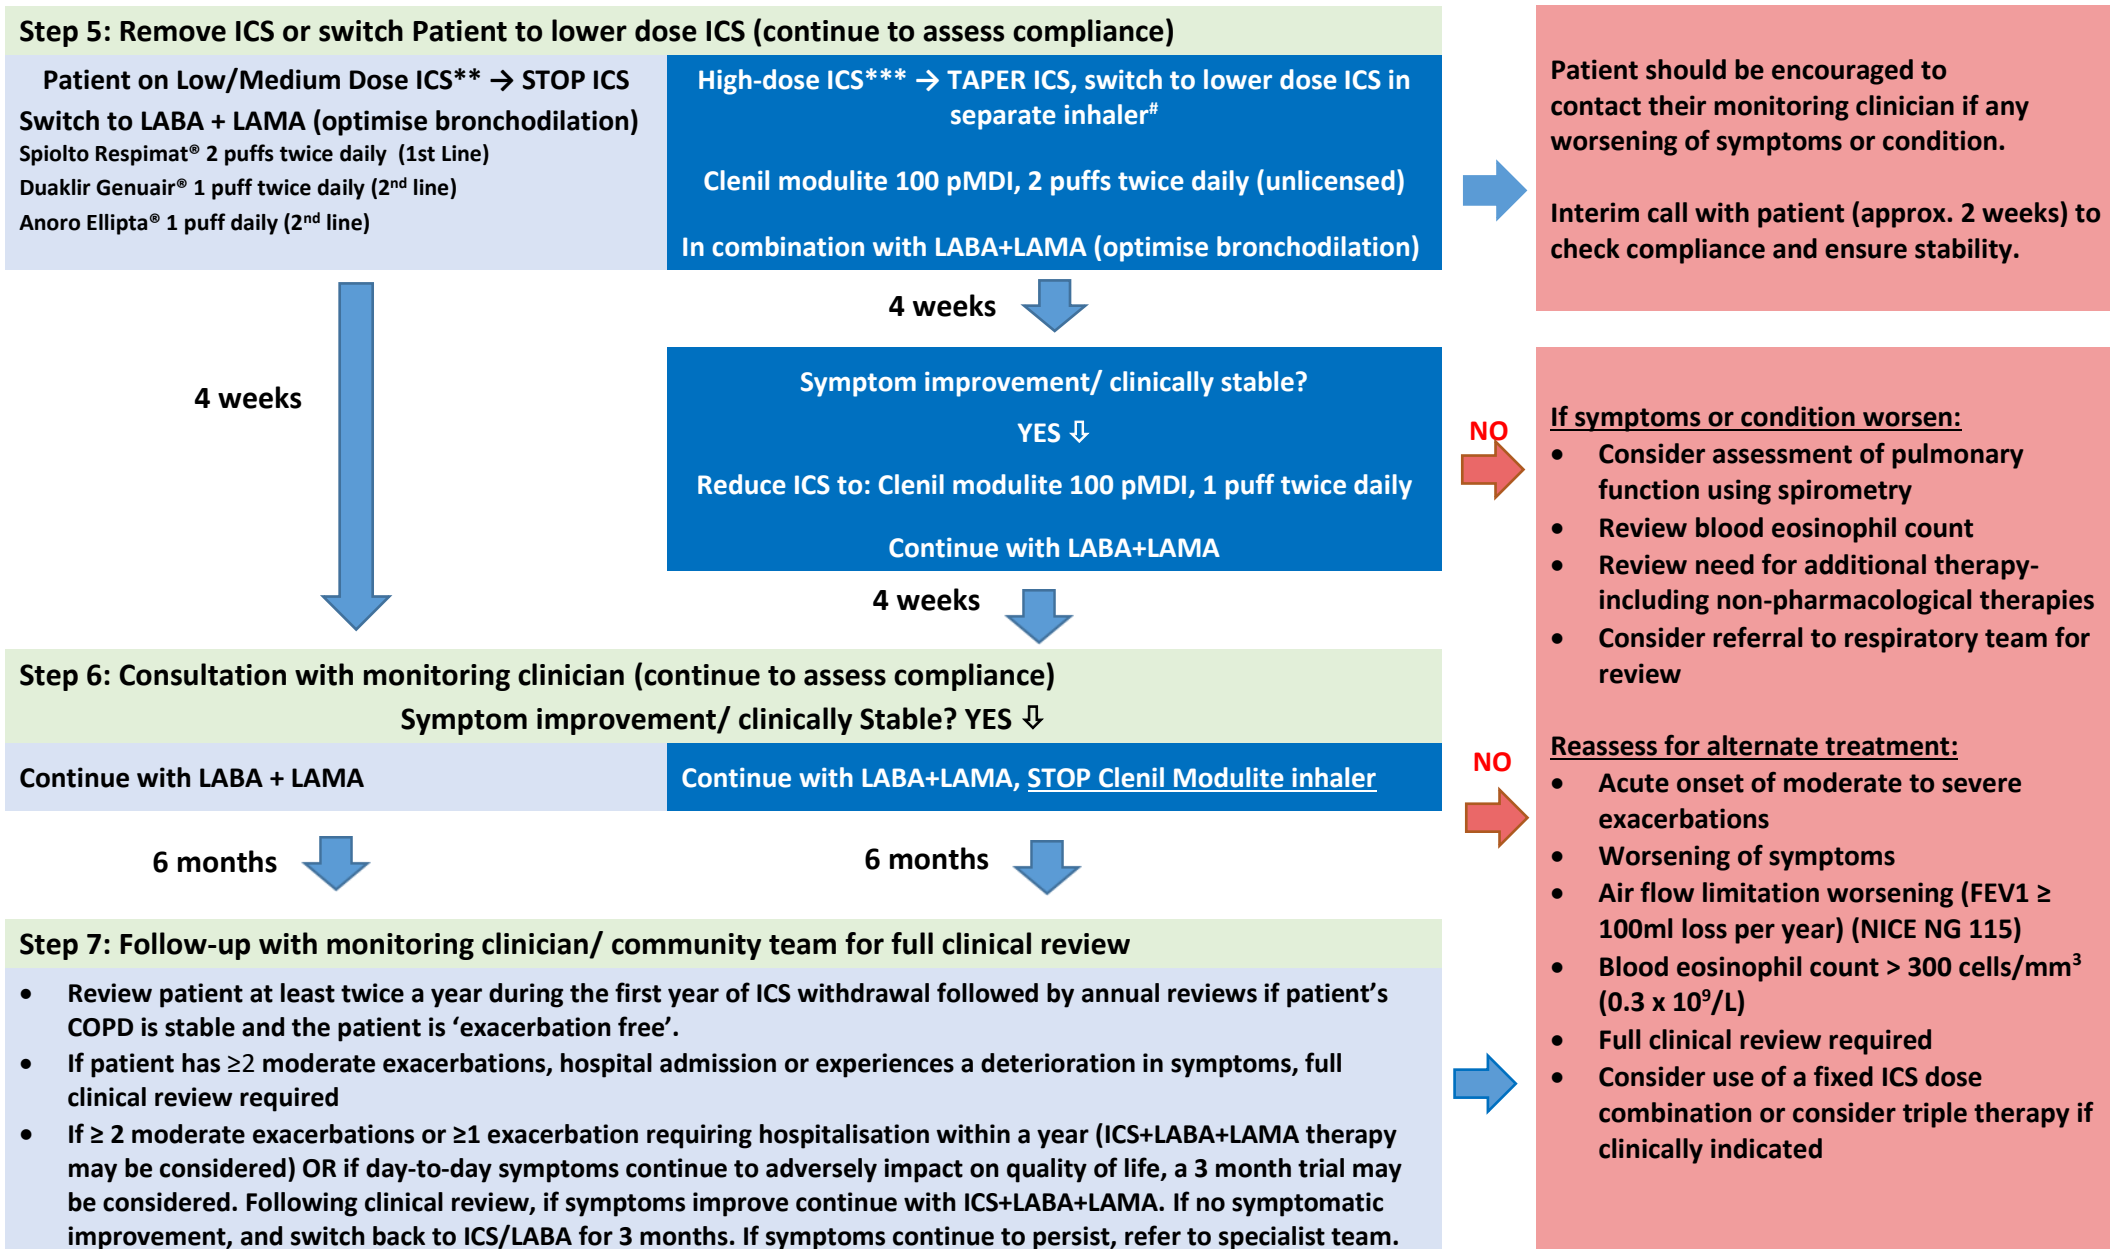 Step 5: Remove ICS or switch Patient to lower dose ICS (continue to assess compliance)
Patient on Low/Medium Dose ICS** → STOP ICS
Switch to LABA + LAMA (optimise bronchodilation)
Spiolto Respimat® 2 puffs twice daily (1st Line)
Duaklir Genuair® 1 puff twice daily (2nd line)
Anoro Ellipta® 1 puff daily (2nd line)
High-dose ICS*** → TAPER ICS, switch to lower dose ICS in
separate inhaler#
Clenil modulite 100 pMDI, 2 puffs twice daily (unlicensed)
In combination with LABA+LAMA (optimise bronchodilation)
Patient should be encouraged to
contact their monitoring clinician if any
worsening of symptoms or condition.
Interim call with patient (approx. 2 weeks) to
check compliance and ensure stability.
4 weeks
4 weeks
Symptom improvement/ clinically stable?
YES ⇩
Reduce ICS to: Clenil modulite 100 pMDI, 1 puff twice daily
Continue with LABA+LAMA
NO
4 weeks
If symptoms or condition worsen:
• Consider assessment of pulmonary
function using spirometry
• Review blood eosinophil count
• Review need for additional therapy-
including non-pharmacological therapies
• Consider referral to respiratory team for
review
Reassess for alternate treatment:
• Acute onset of moderate to severe
exacerbations
• Worsening of symptoms
• Air flow limitation worsening (FEV1 ≥
100ml loss per year) (NICE NG 115)
• Blood eosinophil count > 300 cells/mm³
(0.3 x 10⁹/L)
• Full clinical review required
• Consider use of a fixed ICS dose
combination or consider triple therapy if
clinically indicated
Step 6: Consultation with monitoring clinician (continue to assess compliance)
Symptom improvement/ clinically Stable? YES ⇩
Continue with LABA + LAMA
Continue with LABA+LAMA, STOP Clenil Modulite inhaler
NO
6 months
6 months
Step 7: Follow-up with monitoring clinician/ community team for full clinical review
• Review patient at least twice a year during the first year of ICS withdrawal followed by annual reviews if patient’s
COPD is stable and the patient is ‘exacerbation free’.
• If patient has ≥2 moderate exacerbations, hospital admission or experiences a deterioration in symptoms, full
clinical review required
• If ≥ 2 moderate exacerbations or ≥1 exacerbation requiring hospitalisation within a year (ICS+LABA+LAMA therapy
may be considered) OR if day-to-day symptoms continue to adversely impact on quality of life, a 3 month trial may
be considered. Following clinical review, if symptoms improve continue with ICS+LABA+LAMA. If no symptomatic
improvement, and switch back to ICS/LABA for 3 months. If symptoms continue to persist, refer to specialist team.